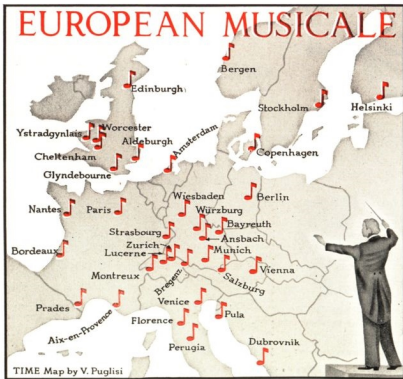 EUROPEAN MUSICALE
Bergen
Edinburgh
Stockholm
Helsinki
Ystradgynlais
Worcester
Aldeburgh
Amsterdam
Copenhagen
Cheltenham
Glyndebourne
Nantes
Paris
Wiesbaden
Berlin
Würzburg
Bayreuth
Strasbourg
Ansbach
Zurich
Munich
Bordeaux
Lucerne
Montreux
Bregenz
Salzburg
Vienna
Prades
Aix-en-Provence
Venice
Pula
Florence
Perugia
Dubrovnik
TIME Map by V. Puglisi